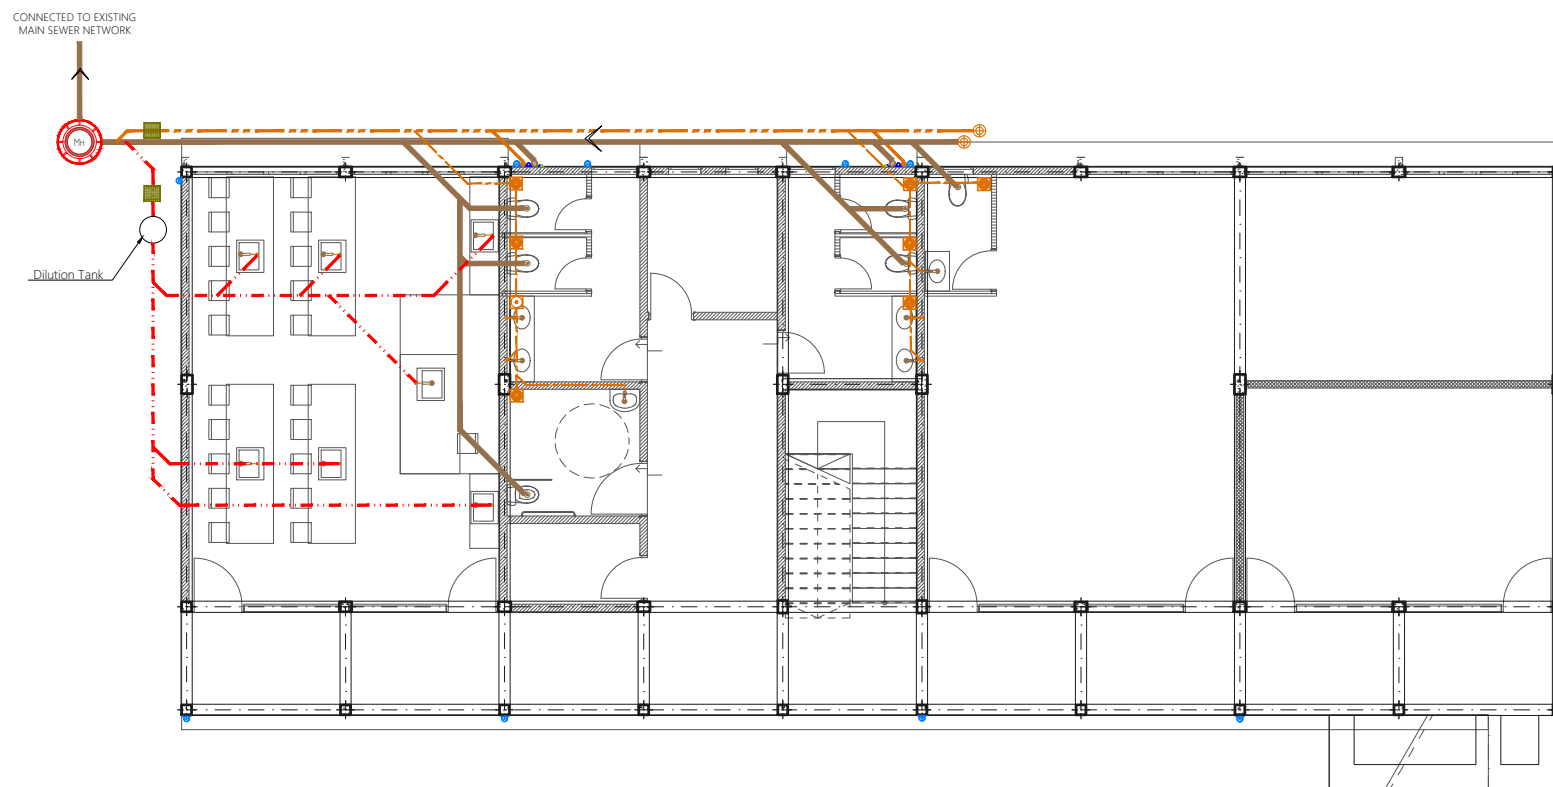 CONNECTED TO EXISTING
MAIN SEWER NETWORK
MH
Dilution Tank